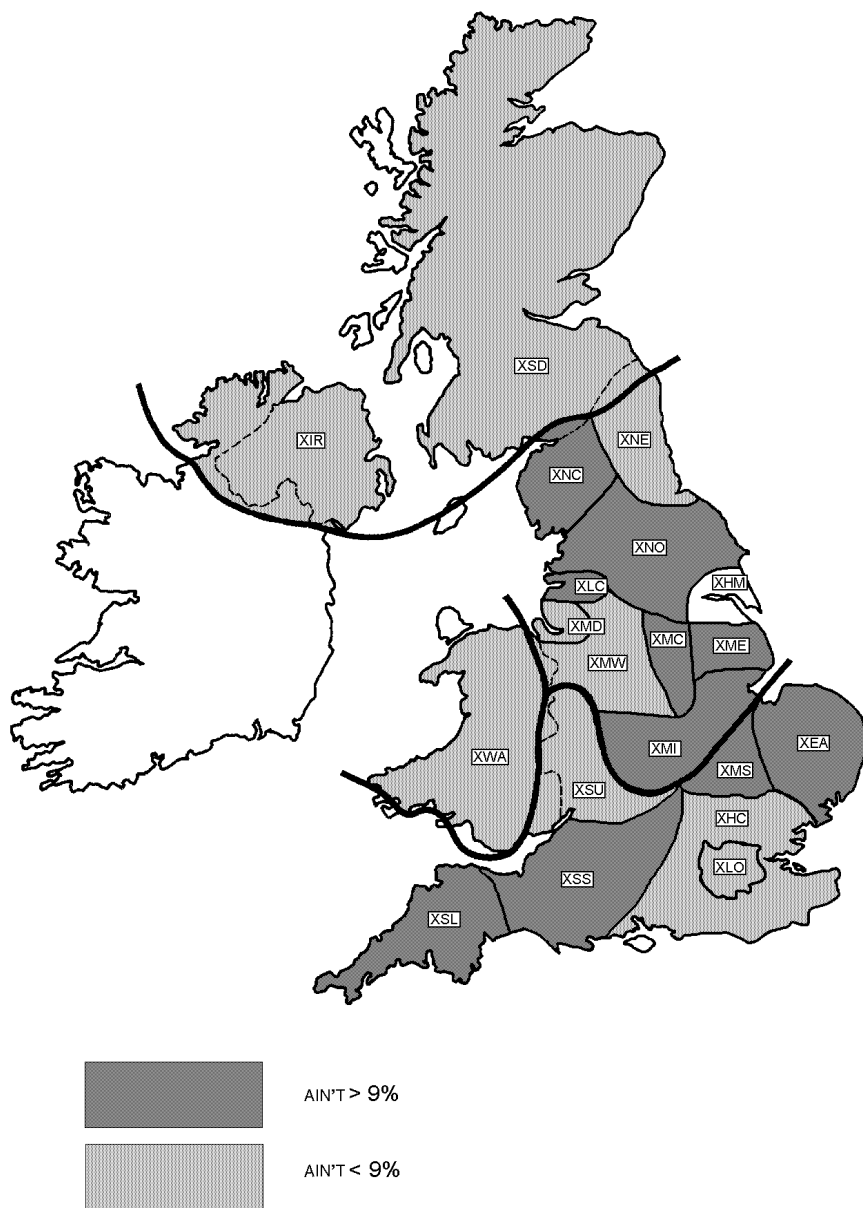 XSD
XIR
XNE
XNC
XNO
XHM
XLC
XMD
XMC
XME
XMW
XEA
XMI
XWA
XMS
XSU
XHC
XLO
XSS
XSL
AIN'T > 9%
AIN'T < 9%